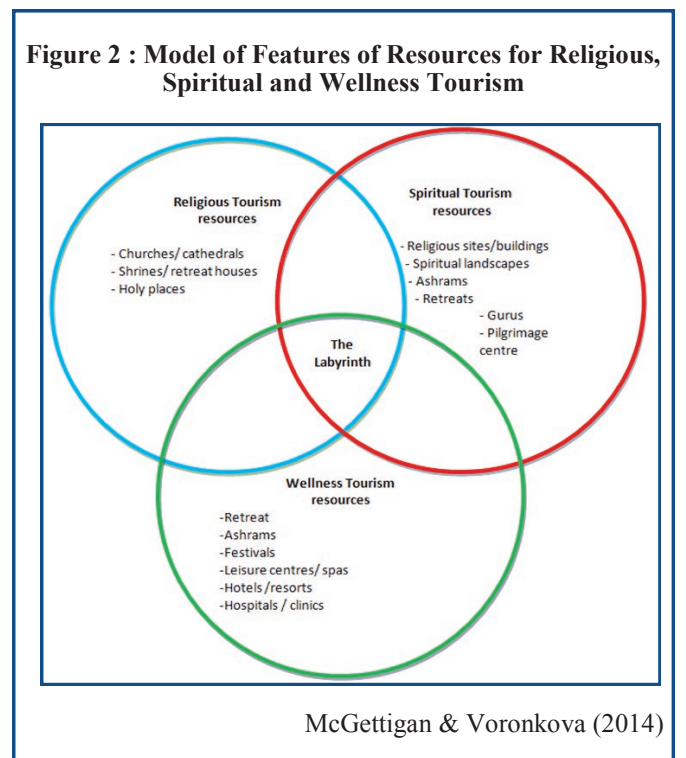 Figure 2 : Model of Features of Resources for Religious,
Spiritual and Wellness Tourism
Religious Tourism
resources
- Churches/ cathedrals
- Shrines/ retreat houses
- Holy places
Spiritual Tourism
resources
- Religious sites/buildings
- Spiritual landscapes
- Ashrams
- Retreats
- Gurus
- Pilgrimage
centre
The
Labyrinth
Wellness Tourism
resources
-Retreat
-Ashrams
-Festivals
-Leisure centres/ spas
-Hotels /resorts
-Hospitals / clinics
McGettigan & Voronkova (2014)